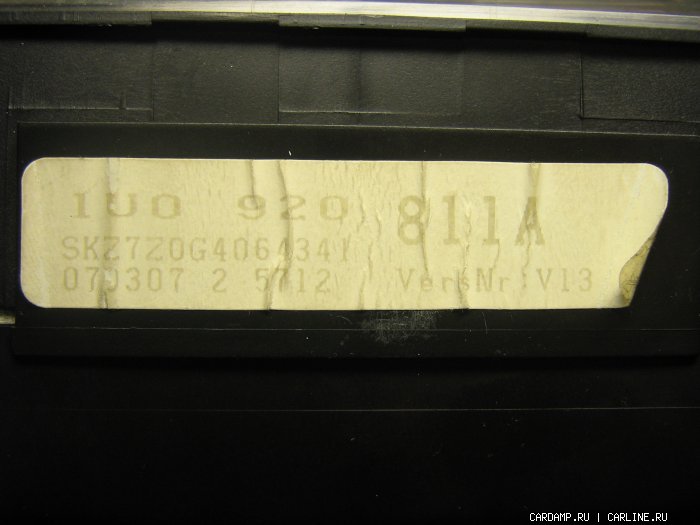 1U0 920 811A
SKZ7Z0G4064341
070307 2 5712 VersNr:V13
CARDAMP.RU | CARLINE.RU